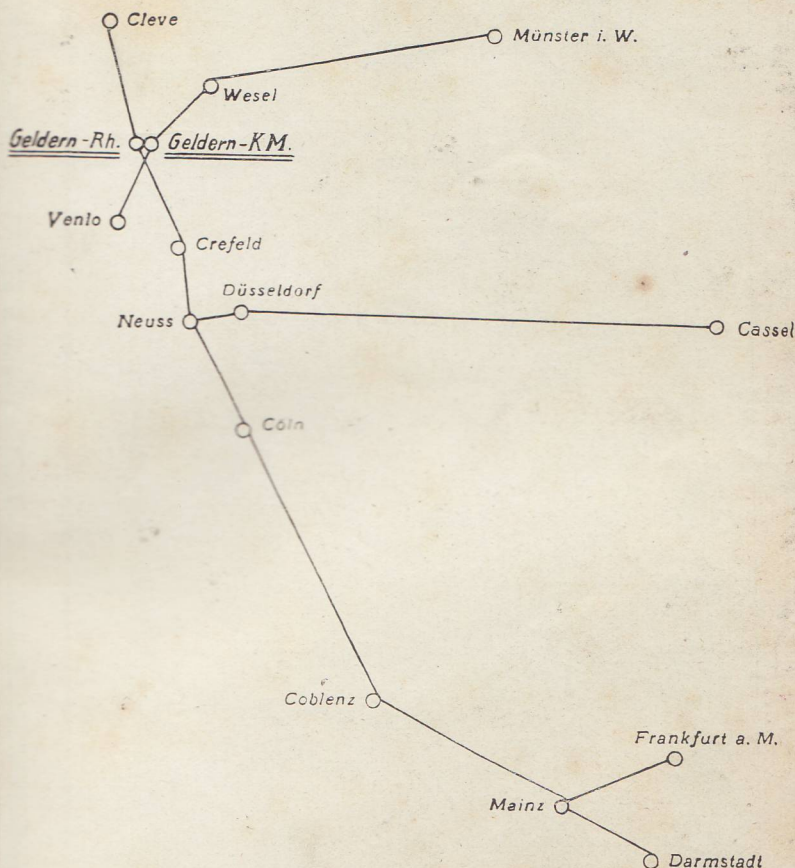 Cleve
Münster i. W.
Wesel
Geldern-Rh.
Geldern-KM.
Venlo
Crefeld
Düsseldorf
Neuss
Cassel
Cöln
Coblenz
Frankfurt a. M.
Mainz
Darmstadt